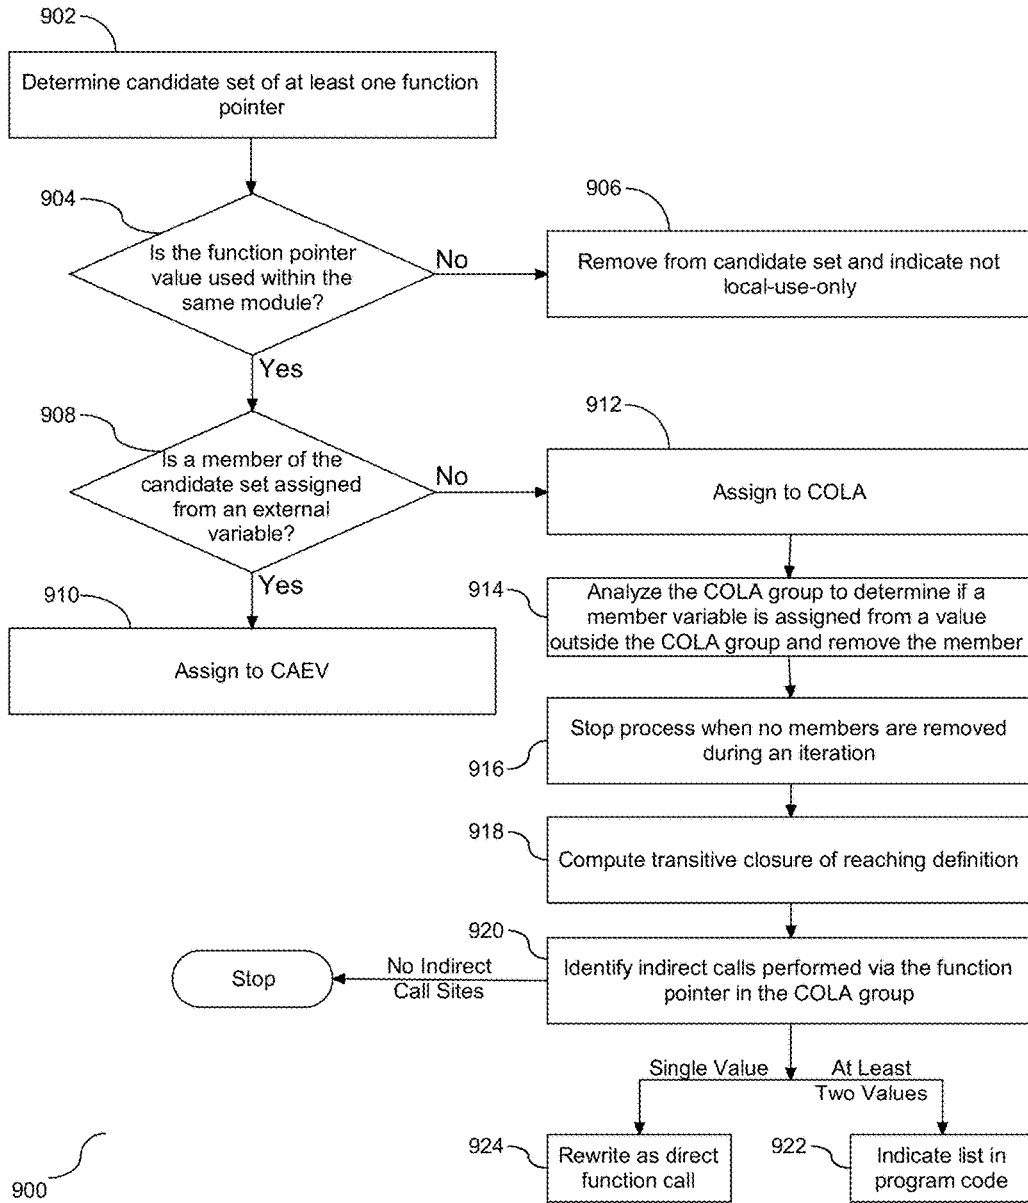 902
Determine candidate set of at least one function
pointer
904
Is the function pointer
value used within the
same module?
No
906
Remove from candidate set and indicate not
local-use-only
Yes
908
Is a member of the
candidate set assigned
from an external
variable?
No
912
Assign to COLA
Yes
910
Assign to CAEV
914
Analyze the COLA group to determine if a
member variable is assigned from a value
outside the COLA group and remove the member
Stop process when no members are removed
during an iteration
916
918
Compute transitive closure of reaching definition
920
Identify indirect calls performed via the function
pointer in the COLA group
No Indirect
Call Sites
Stop
Single Value
At Least
Two Values
924
Rewrite as direct
function call
922
Indicate list in
program code
900